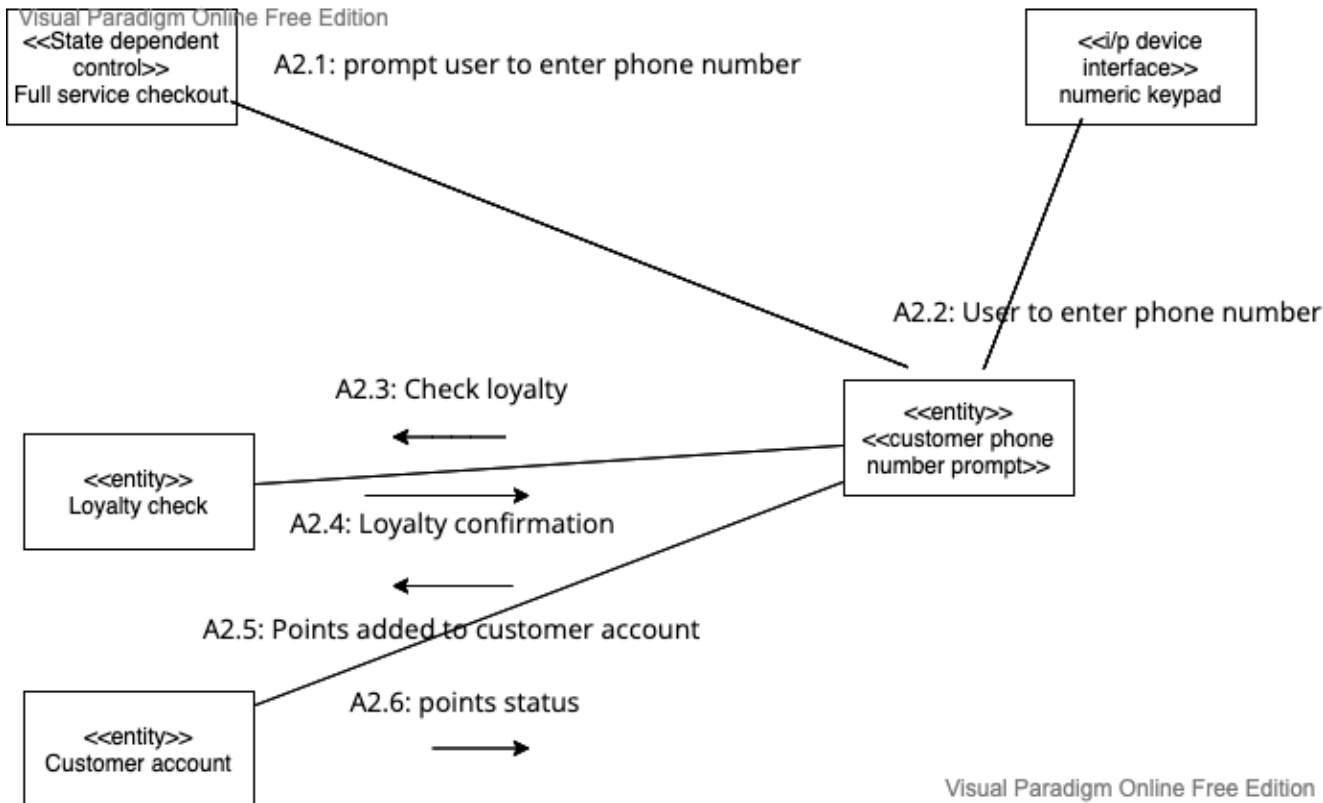 Visual Paradigm Online Free Edition
<<State dependent
control>>
Full service checkout
A2.1: prompt user to enter phone number
<<i/p device
interface>>
numeric keypad
A2.2: User to enter phone number
A2.3: Check loyalty
<<entity>>
<<customer phone
number prompt>>
<<entity>>
Loyalty check
A2.4: Loyalty confirmation
A2.5: Points added to customer account
A2.6: points status
<<entity>>
Customer account
Visual Paradigm Online Free Edition